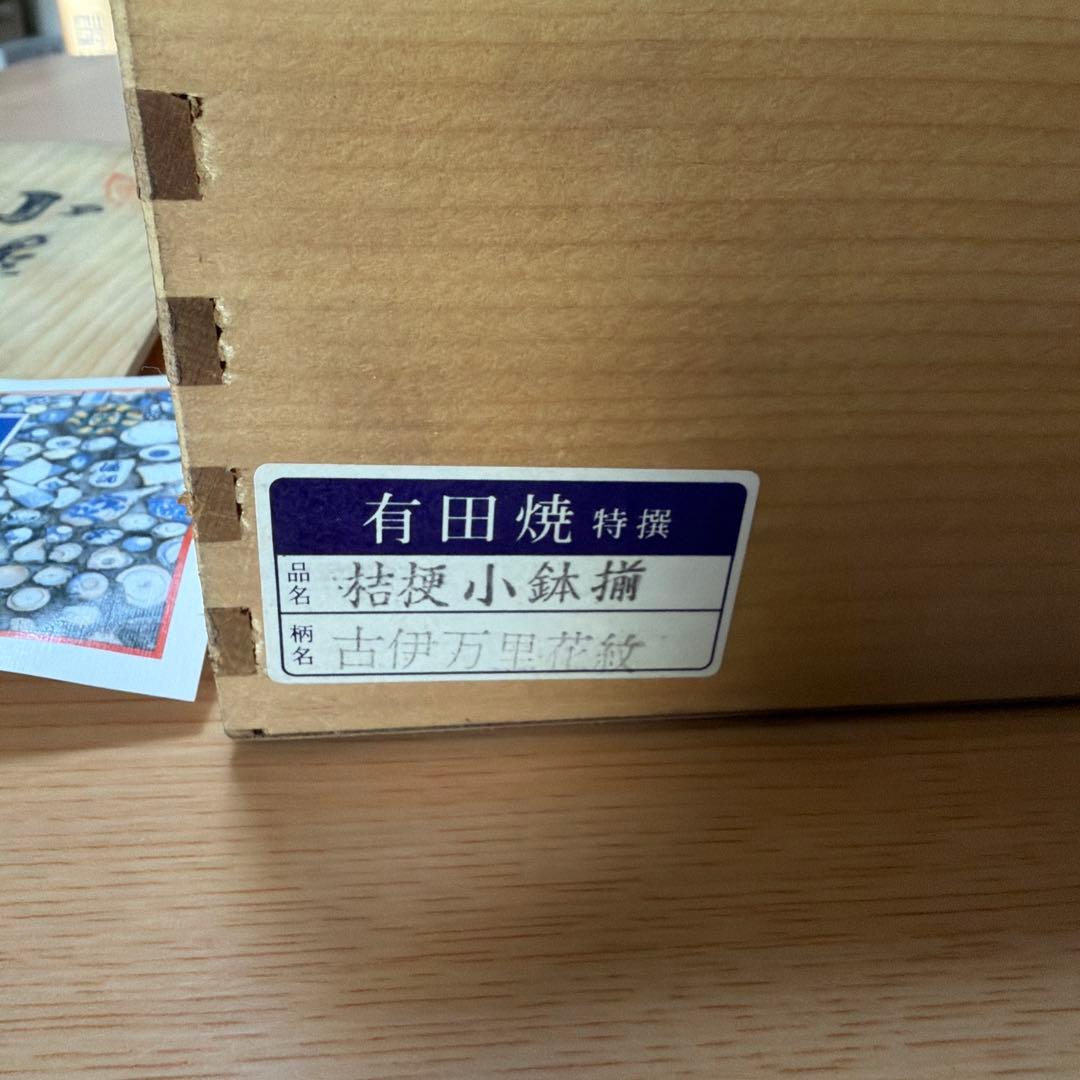 有田焼 特撰
品名 桔梗小鉢揃
柄名 古伊万里花紋